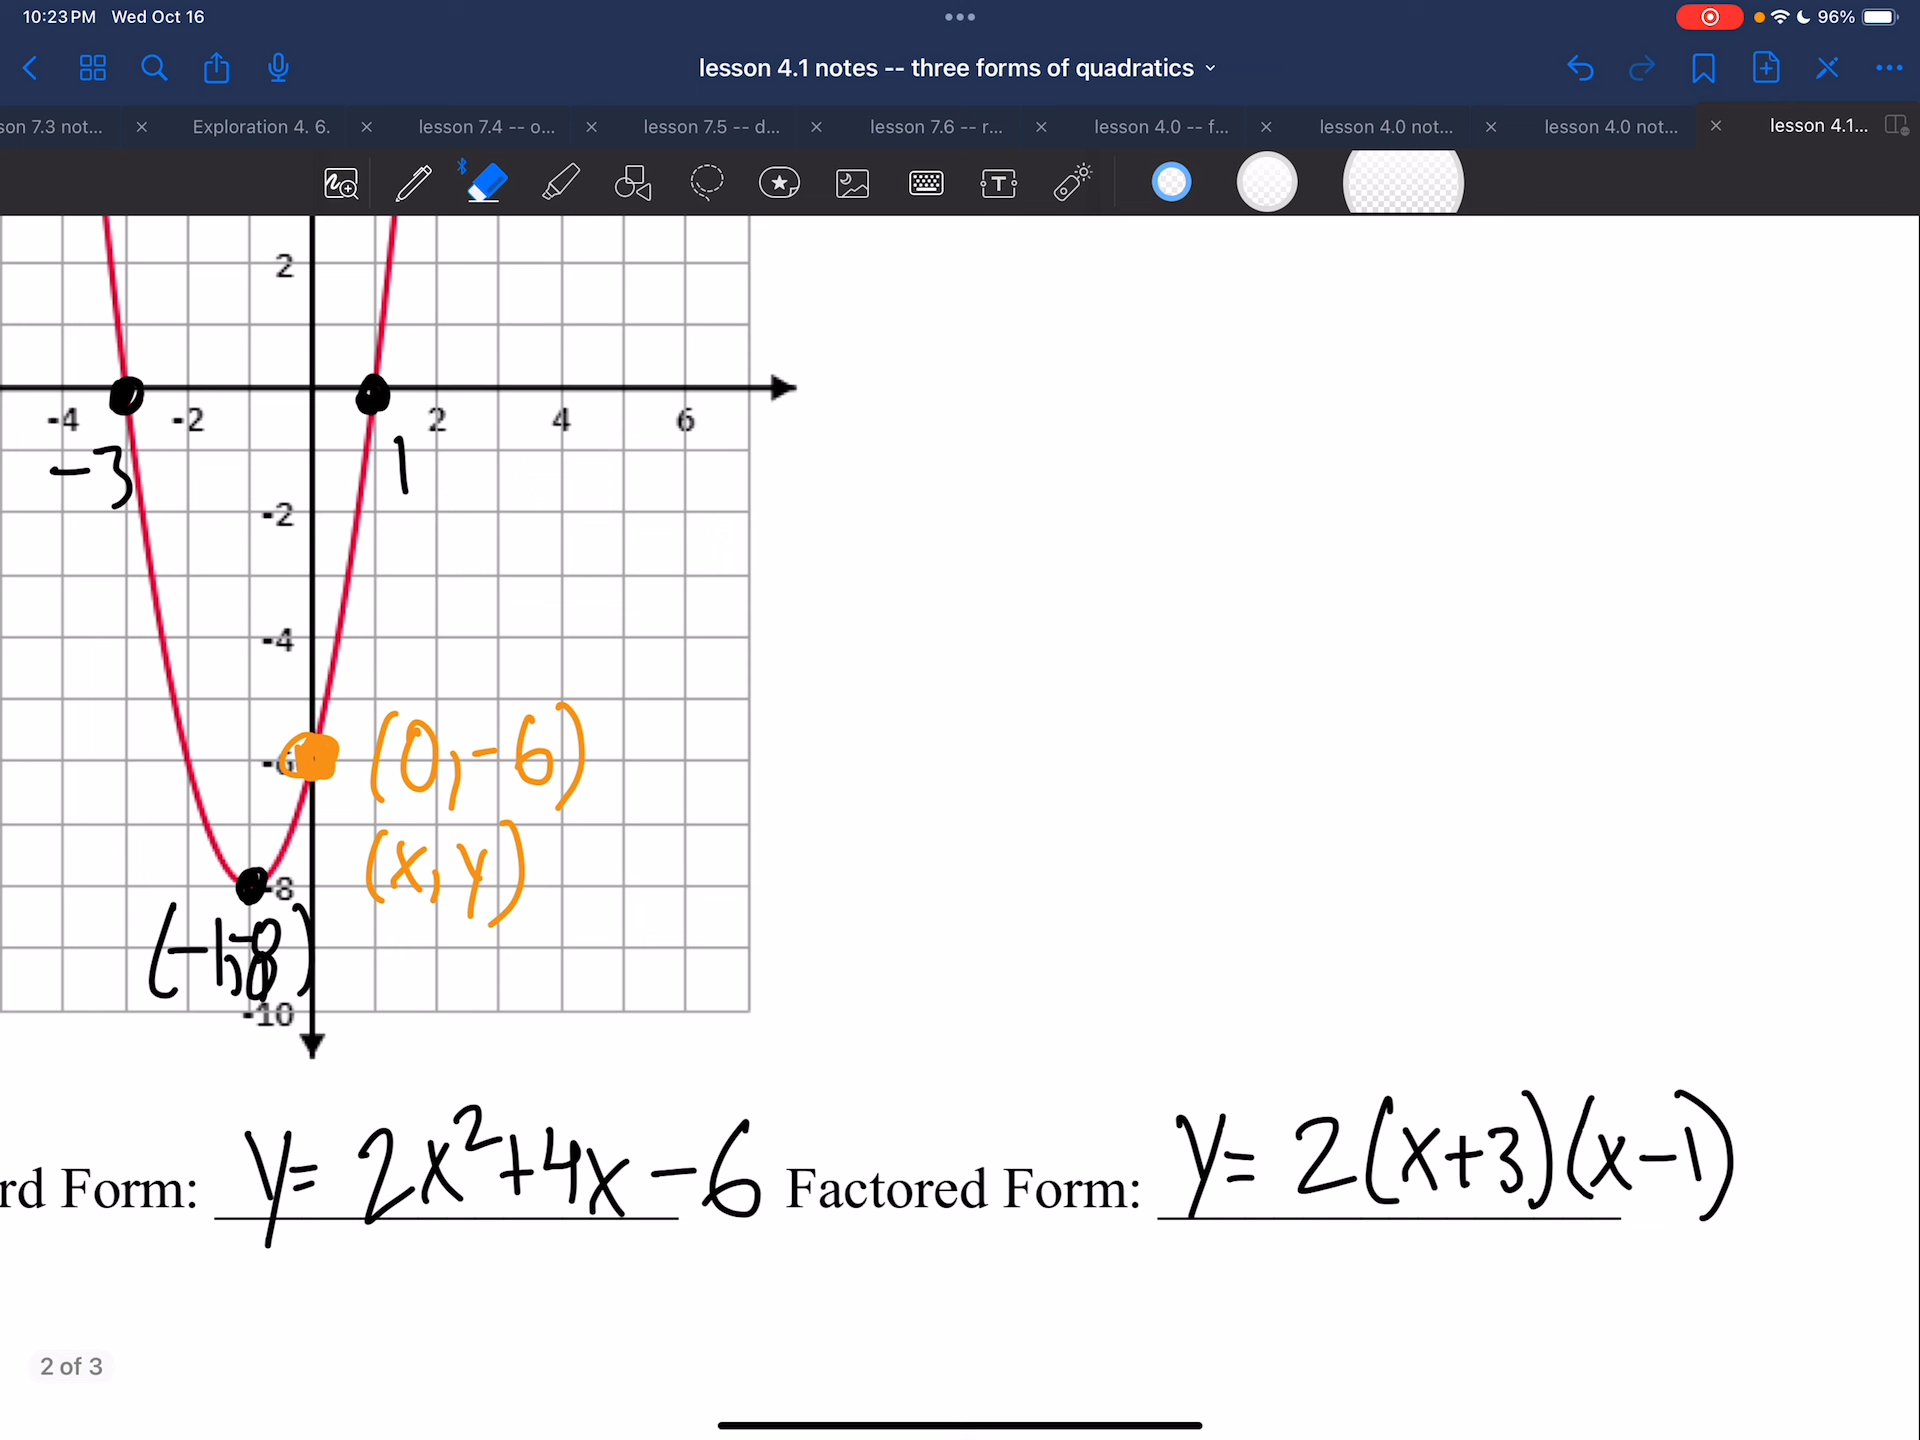 10:23 PM Wed Oct 16
96%
lesson 4.1 notes -- three forms of quadratics
son 7.3 not... × Exploration 4. 6. × lesson 7.4 -- o... × lesson 7.5 -- d... × lesson 7.6 -- r... × lesson 4.0 -- f... × lesson 4.0 not... × lesson 4.0 not... × lesson 4.1...
T
2
-4 -2 2 4 6
-3 1
-2
-4
-6 (0,-6)
(x,y)
-8
(-1,-8)
-10
rd Form: y= 2x²+4x-6 Factored Form: y= 2(x+3)(x-1)
2 of 3